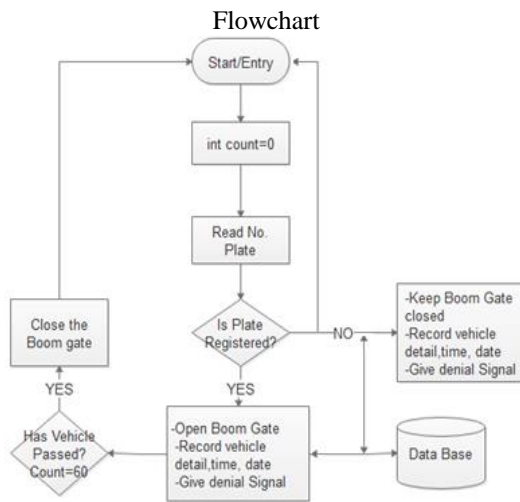 Flowchart
Start/Entry
int count=0
Read No.
Plate
Is Plate
Registered?
NO
-Keep Boom Gate
closed
-Record vehicle
detail,time, date
-Give denial Signal
YES
-Open Boom Gate
-Record vehicle
detail,time, date
-Give denial Signal
Data Base
Has Vehicle
Passed?
Count=60
YES
Close the
Boom gate